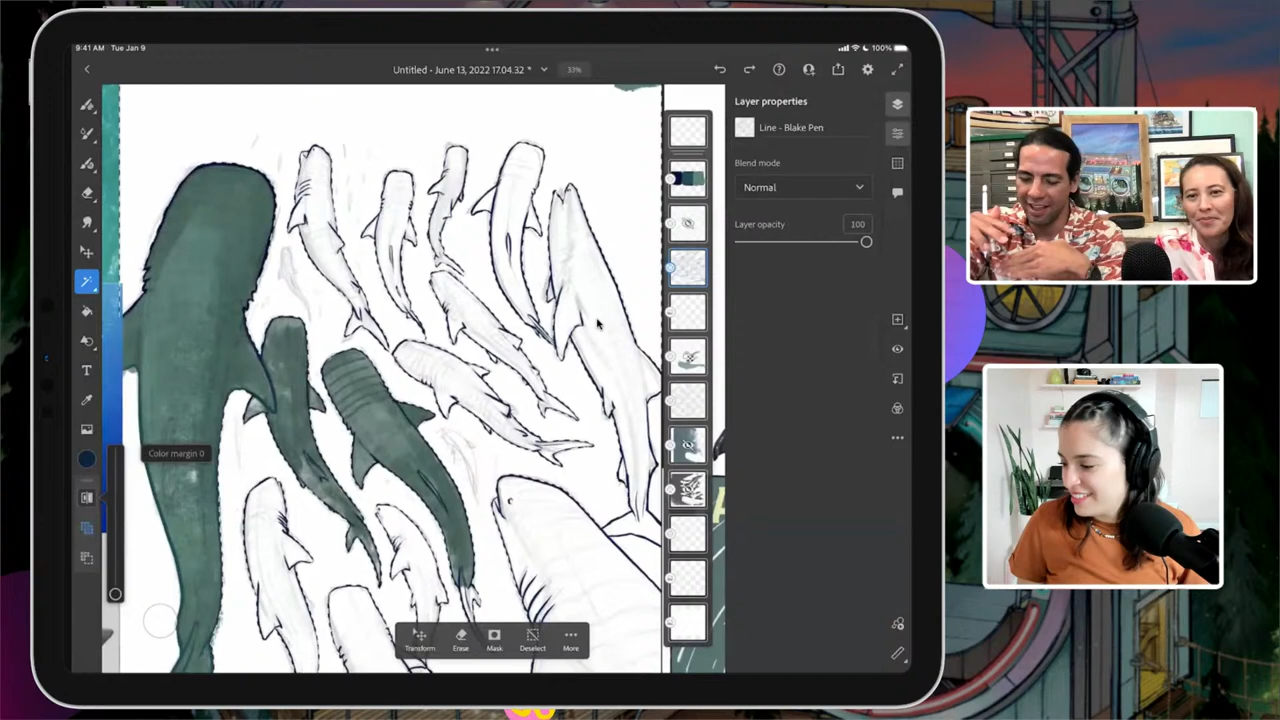 9:41 AM Tue Jan 9
100%
Untitled - June 13, 2022 17.04.32 *
33%
Layer properties
Line - Blake Pen
Blend mode
Normal
Layer opacity
100
T
Color margin 0
Transform
Erase
Mask
Deselect
More